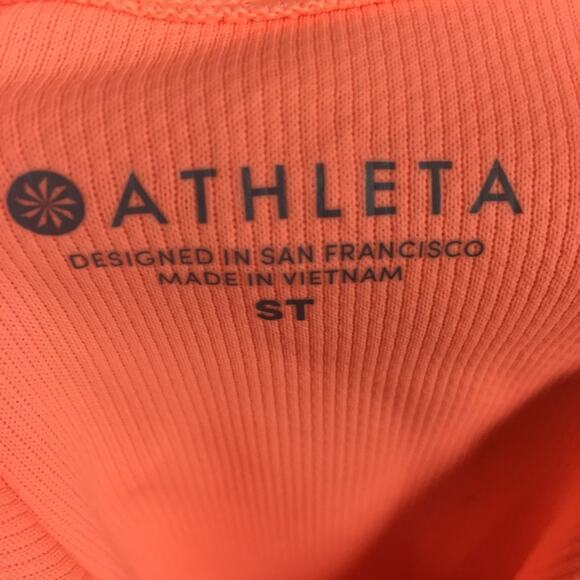 ATHLETA
DESIGNED IN SAN FRANCISCO
MADE IN VIETNAM
ST